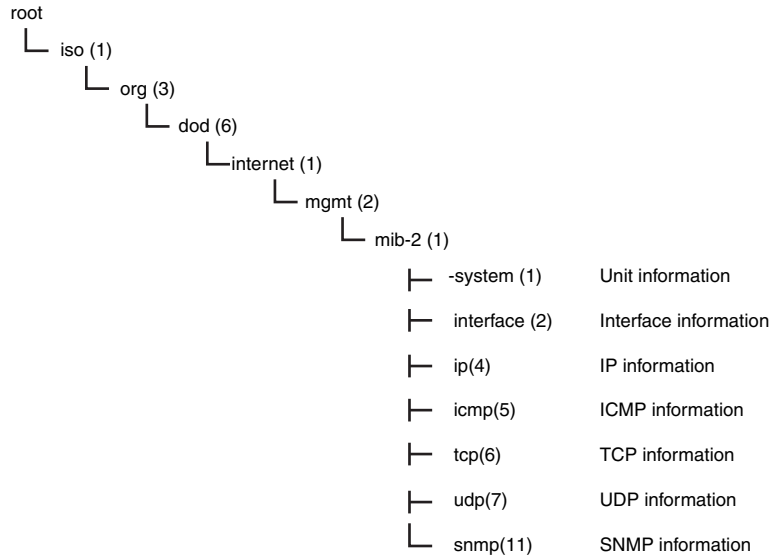 root
iso (1)
org (3)
dod (6)
internet (1)
mgmt (2)
mib-2 (1)
-system (1) Unit information
interface (2) Interface information
ip(4) IP information
icmp(5) ICMP information
tcp(6) TCP information
udp(7) UDP information
snmp(11) SNMP information